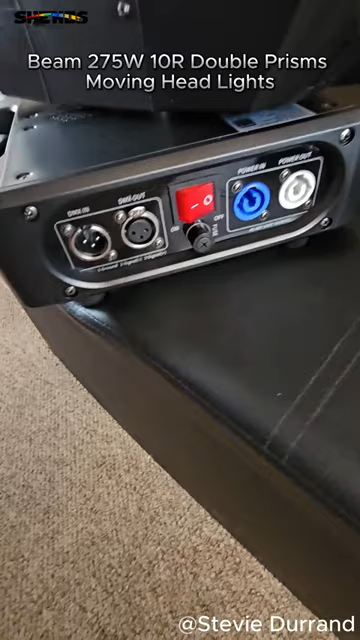 SHEHDS
Beam 275W 10R Double Prisms
Moving Head Lights
POWER IN
POWER OUT
DMX IN
DMX OUT
ON
OFF
FUSE
@Stevie Durrand